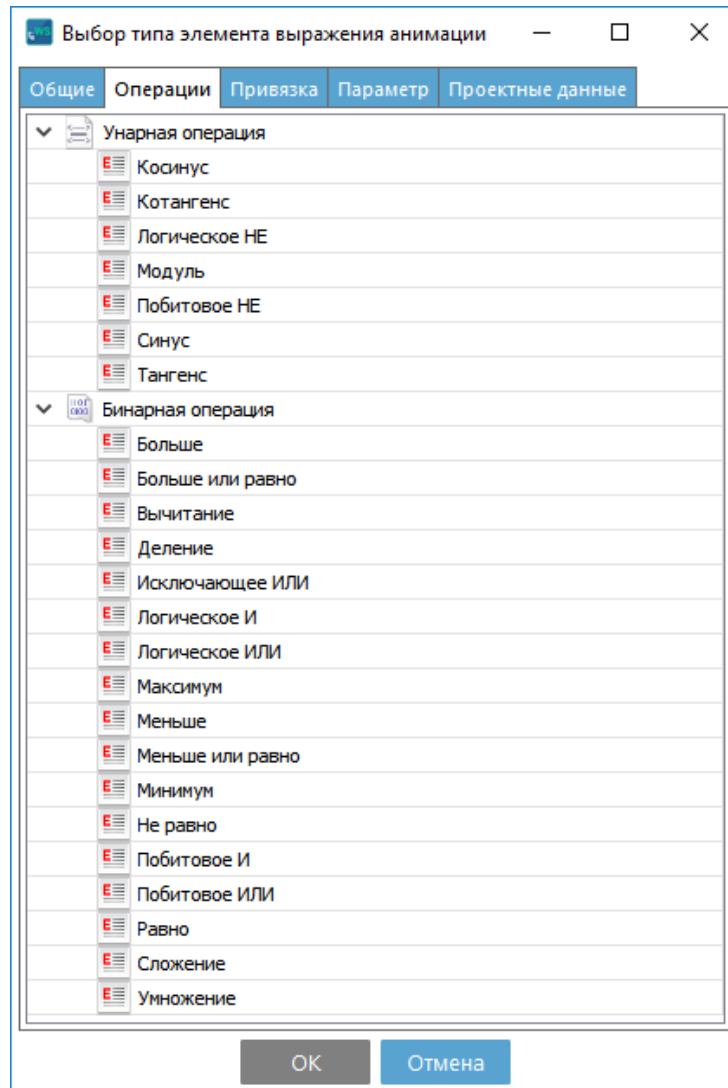 Выбор типа элемента выражения анимации
Общие Операции Привязка Параметр Проектные данные
Унарная операция
Косинус
Котангенс
Логическое НЕ
Модуль
Побитовое НЕ
Синус
Тангенс
Бинарная операция
Больше
Больше или равно
Вычитание
Деление
Исключающее ИЛИ
Логическое И
Логическое ИЛИ
Максимум
Меньше
Меньше или равно
Минимум
Не равно
Побитовое И
Побитовое ИЛИ
Равно
Сложение
Умножение
ОК Отмена